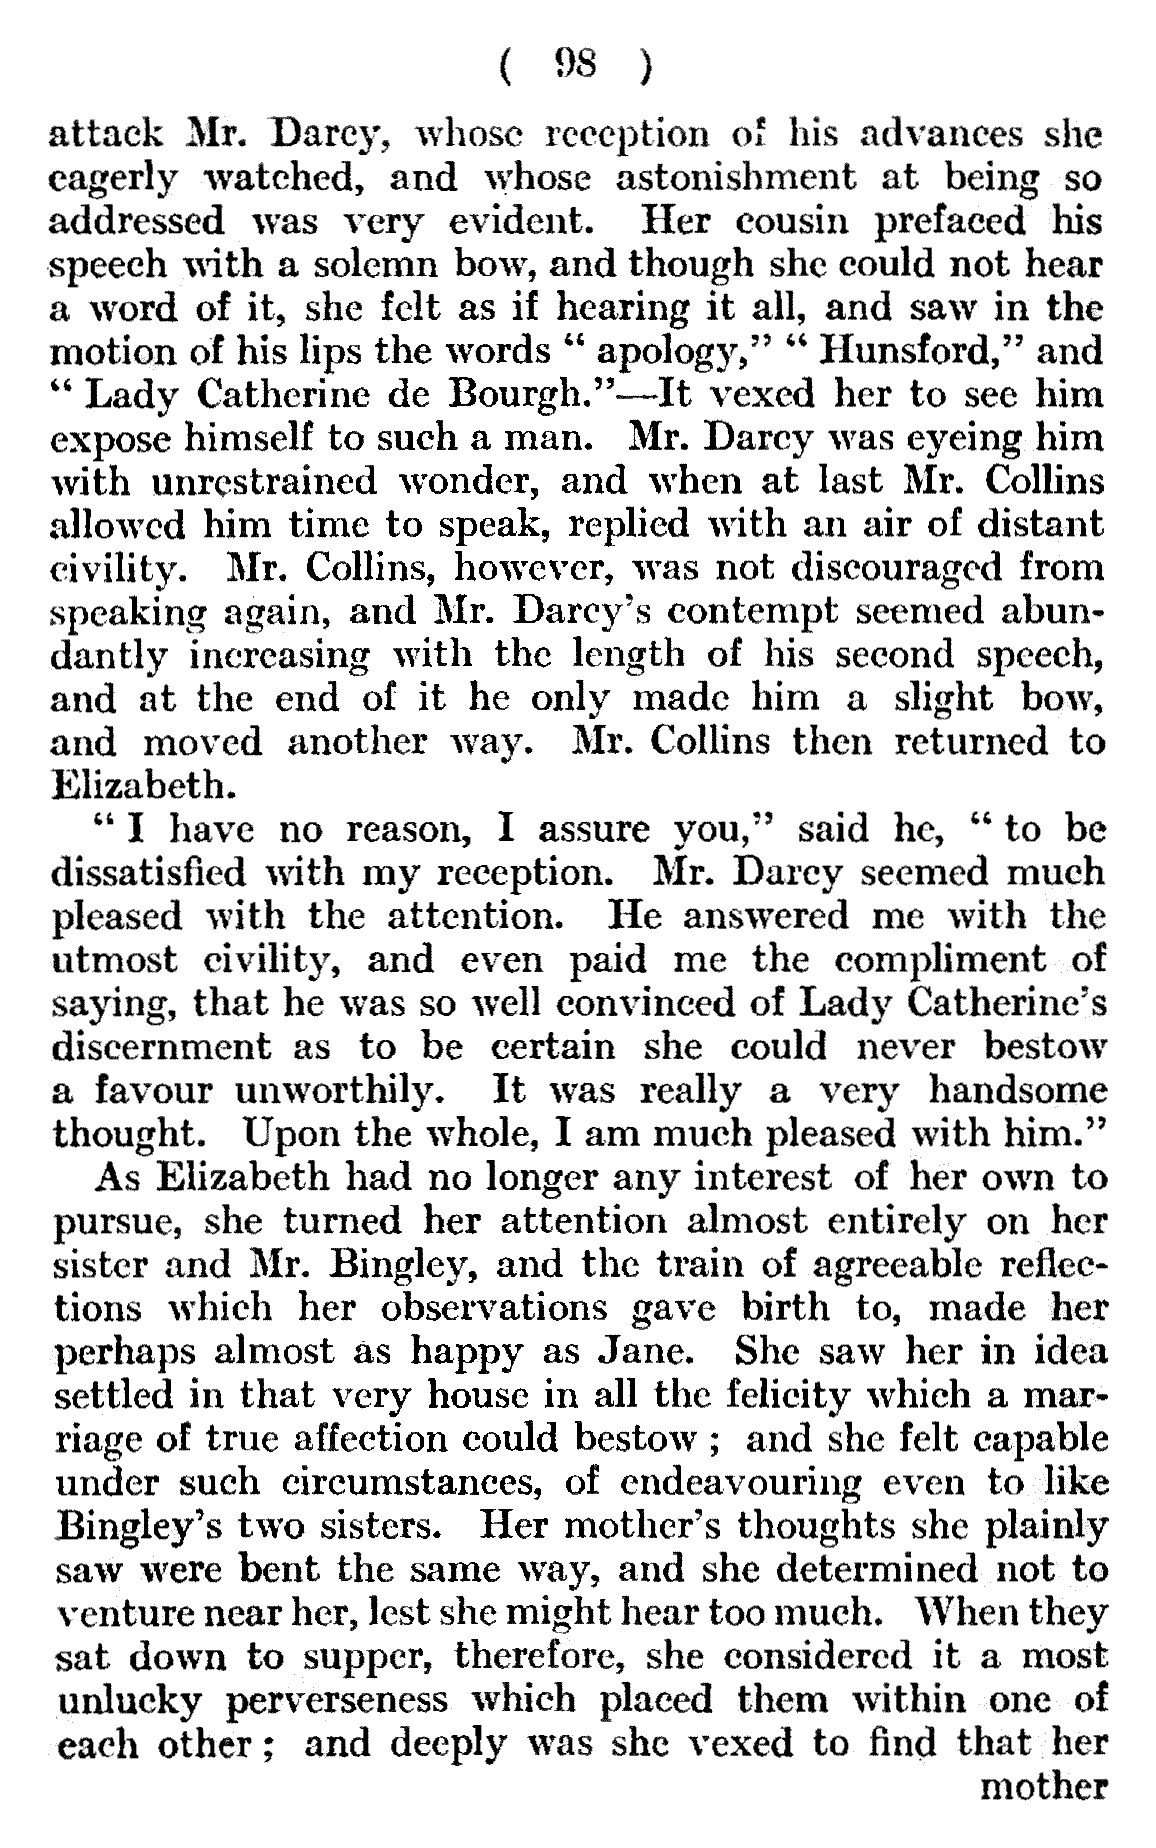 ( 98 )
attack Mr. Darcy, whose reception of his advances she
eagerly watched, and whose astonishment at being so
addressed was very evident. Her cousin prefaced his
speech with a solemn bow, and though she could not hear
a word of it, she felt as if hearing it all, and saw in the
motion of his lips the words “ apology,” “ Hunsford,” and
“ Lady Catherine de Bourgh.”—It vexed her to see him
expose himself to such a man. Mr. Darcy was eyeing him
with unrestrained wonder, and when at last Mr. Collins
allowed him time to speak, replied with an air of distant
civility. Mr. Collins, however, was not discouraged from
speaking again, and Mr. Darcy’s contempt seemed abun-
dantly increasing with the length of his second speech,
and at the end of it he only made him a slight bow,
and moved another way. Mr. Collins then returned to
Elizabeth.
“ I have no reason, I assure you,” said he, “ to be
dissatisfied with my reception. Mr. Darcy seemed much
pleased with the attention. He answered me with the
utmost civility, and even paid me the compliment of
saying, that he was so well convinced of Lady Catherine’s
discernment as to be certain she could never bestow
a favour unworthily. It was really a very handsome
thought. Upon the whole, I am much pleased with him.”
As Elizabeth had no longer any interest of her own to
pursue, she turned her attention almost entirely on her
sister and Mr. Bingley, and the train of agreeable reflec-
tions which her observations gave birth to, made her
perhaps almost as happy as Jane. She saw her in idea
settled in that very house in all the felicity which a mar-
riage of true affection could bestow ; and she felt capable
under such circumstances, of endeavouring even to like
Bingley’s two sisters. Her mother’s thoughts she plainly
saw were bent the same way, and she determined not to
venture near her, lest she might hear too much. When they
sat down to supper, therefore, she considered it a most
unlucky perverseness which placed them within one of
each other ; and deeply was she vexed to find that her
mother